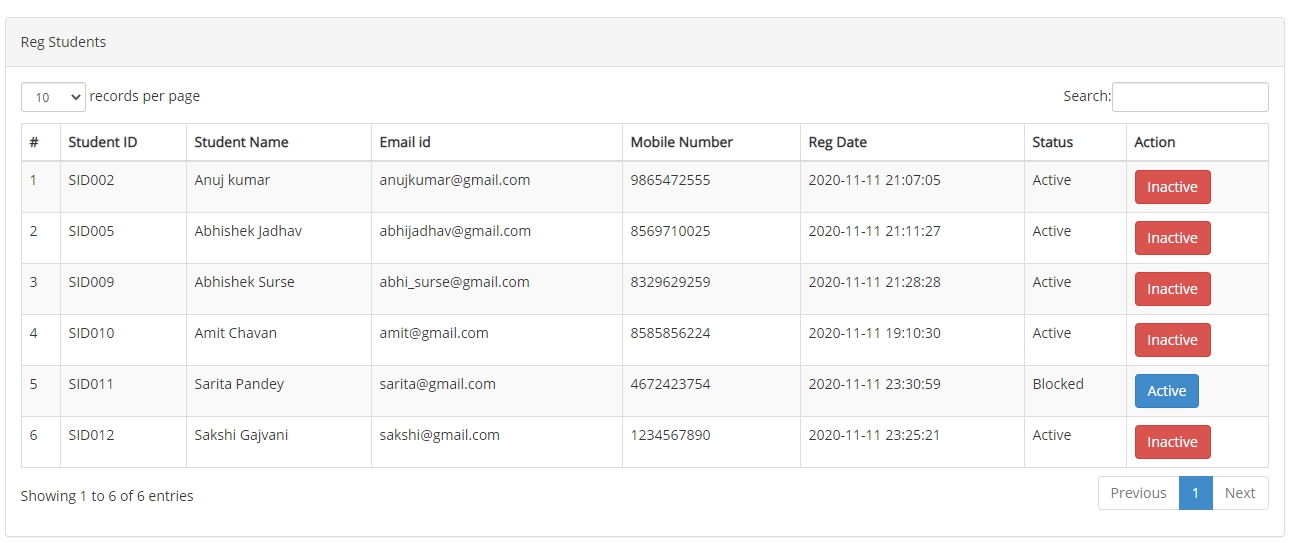 Reg Students
10 records per page Search:
# Student ID Student Name Email id Mobile Number Reg Date Status Action
1 SID002 Anuj kumar anujkumar@gmail.com 9865472555 2020-11-11 21:07:05 Active Inactive
2 SID005 Abhishek Jadhav abhijadhav@gmail.com 8569710025 2020-11-11 21:11:27 Active Inactive
3 SID009 Abhishek Surse abhi_surse@gmail.com 8329629259 2020-11-11 21:28:28 Active Inactive
4 SID010 Amit Chavan amit@gmail.com 8585856224 2020-11-11 19:10:30 Active Inactive
5 SID011 Sarita Pandey sarita@gmail.com 4672423754 2020-11-11 23:30:59 Blocked Active
6 SID012 Sakshi Gajvani sakshi@gmail.com 1234567890 2020-11-11 23:25:21 Active Inactive
Showing 1 to 6 of 6 entries Previous 1 Next